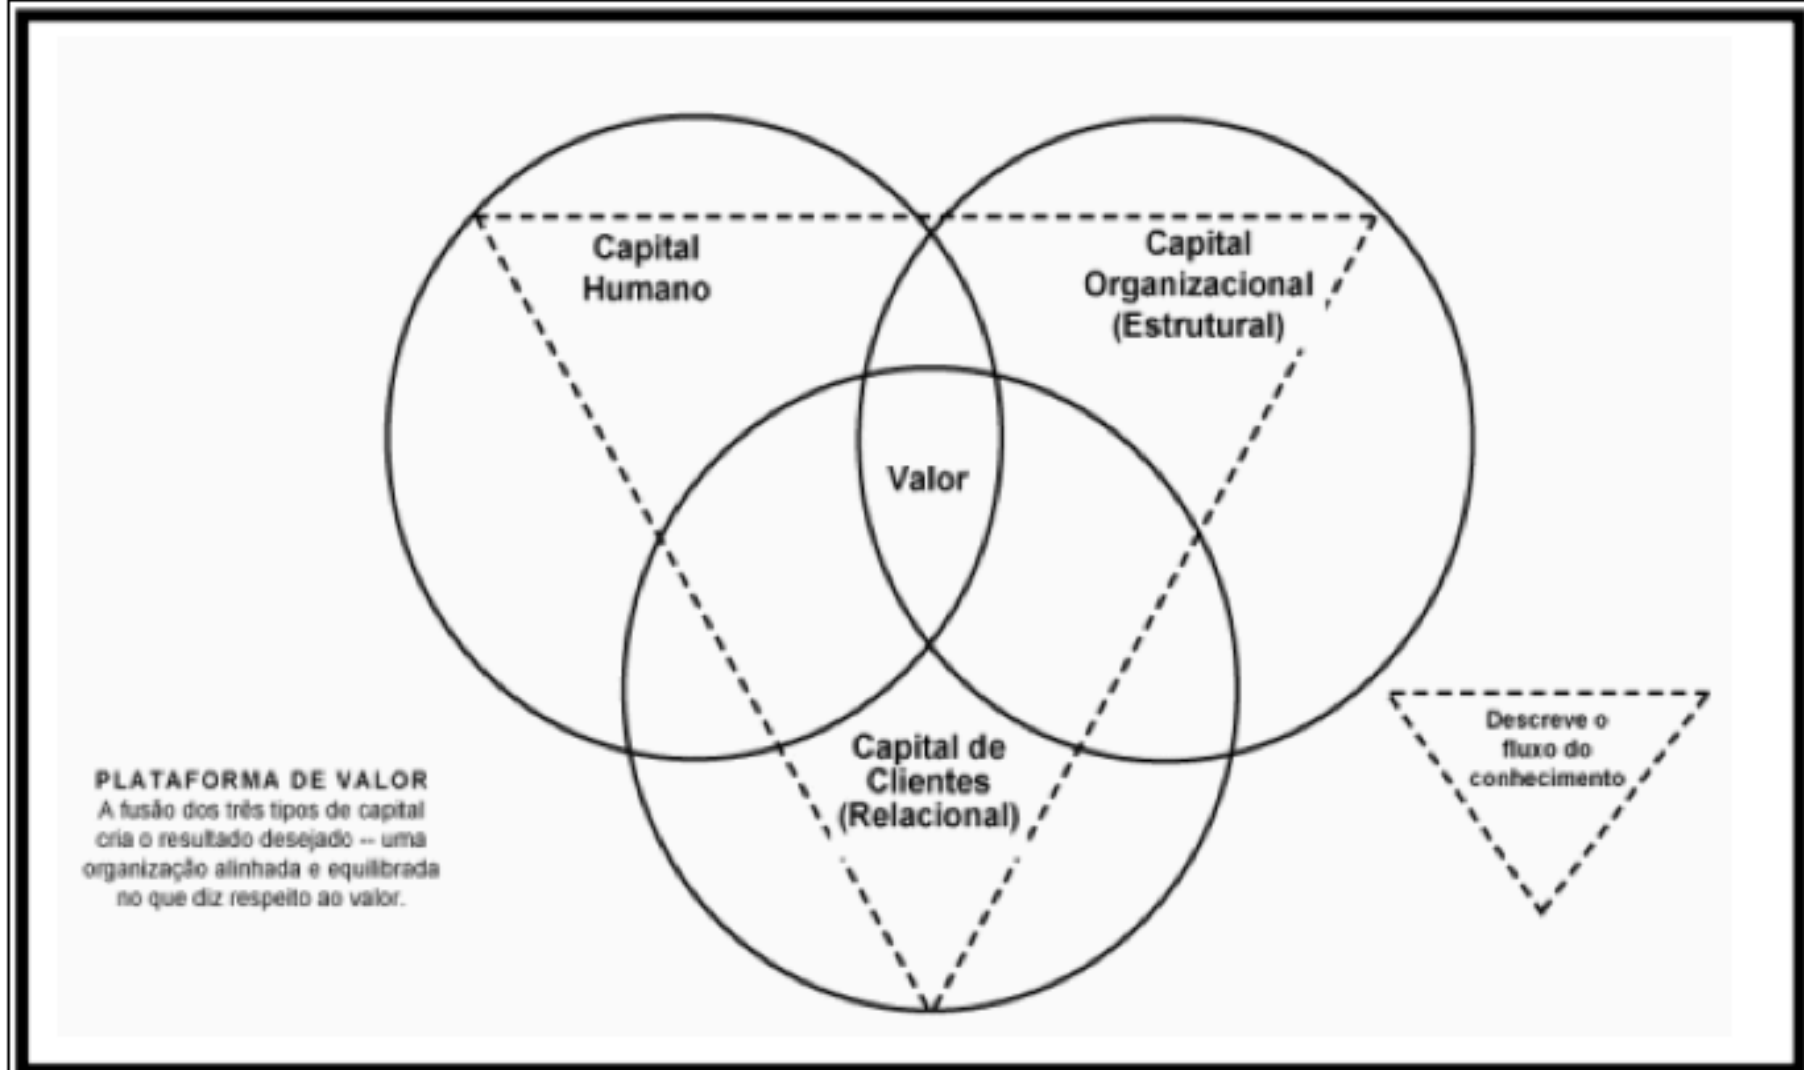 Capital
Humano
Capital
Organizacional
(Estrutural)
Valor
Capital de
Clientes
(Relacional)
Descreve o
fluxo do
conhecimento
PLATAFORMA DE VALOR
A fusão dos três tipos de capital
cria o resultado desejado -- uma
organização alinhada e equilibrada
no que diz respeito ao valor.